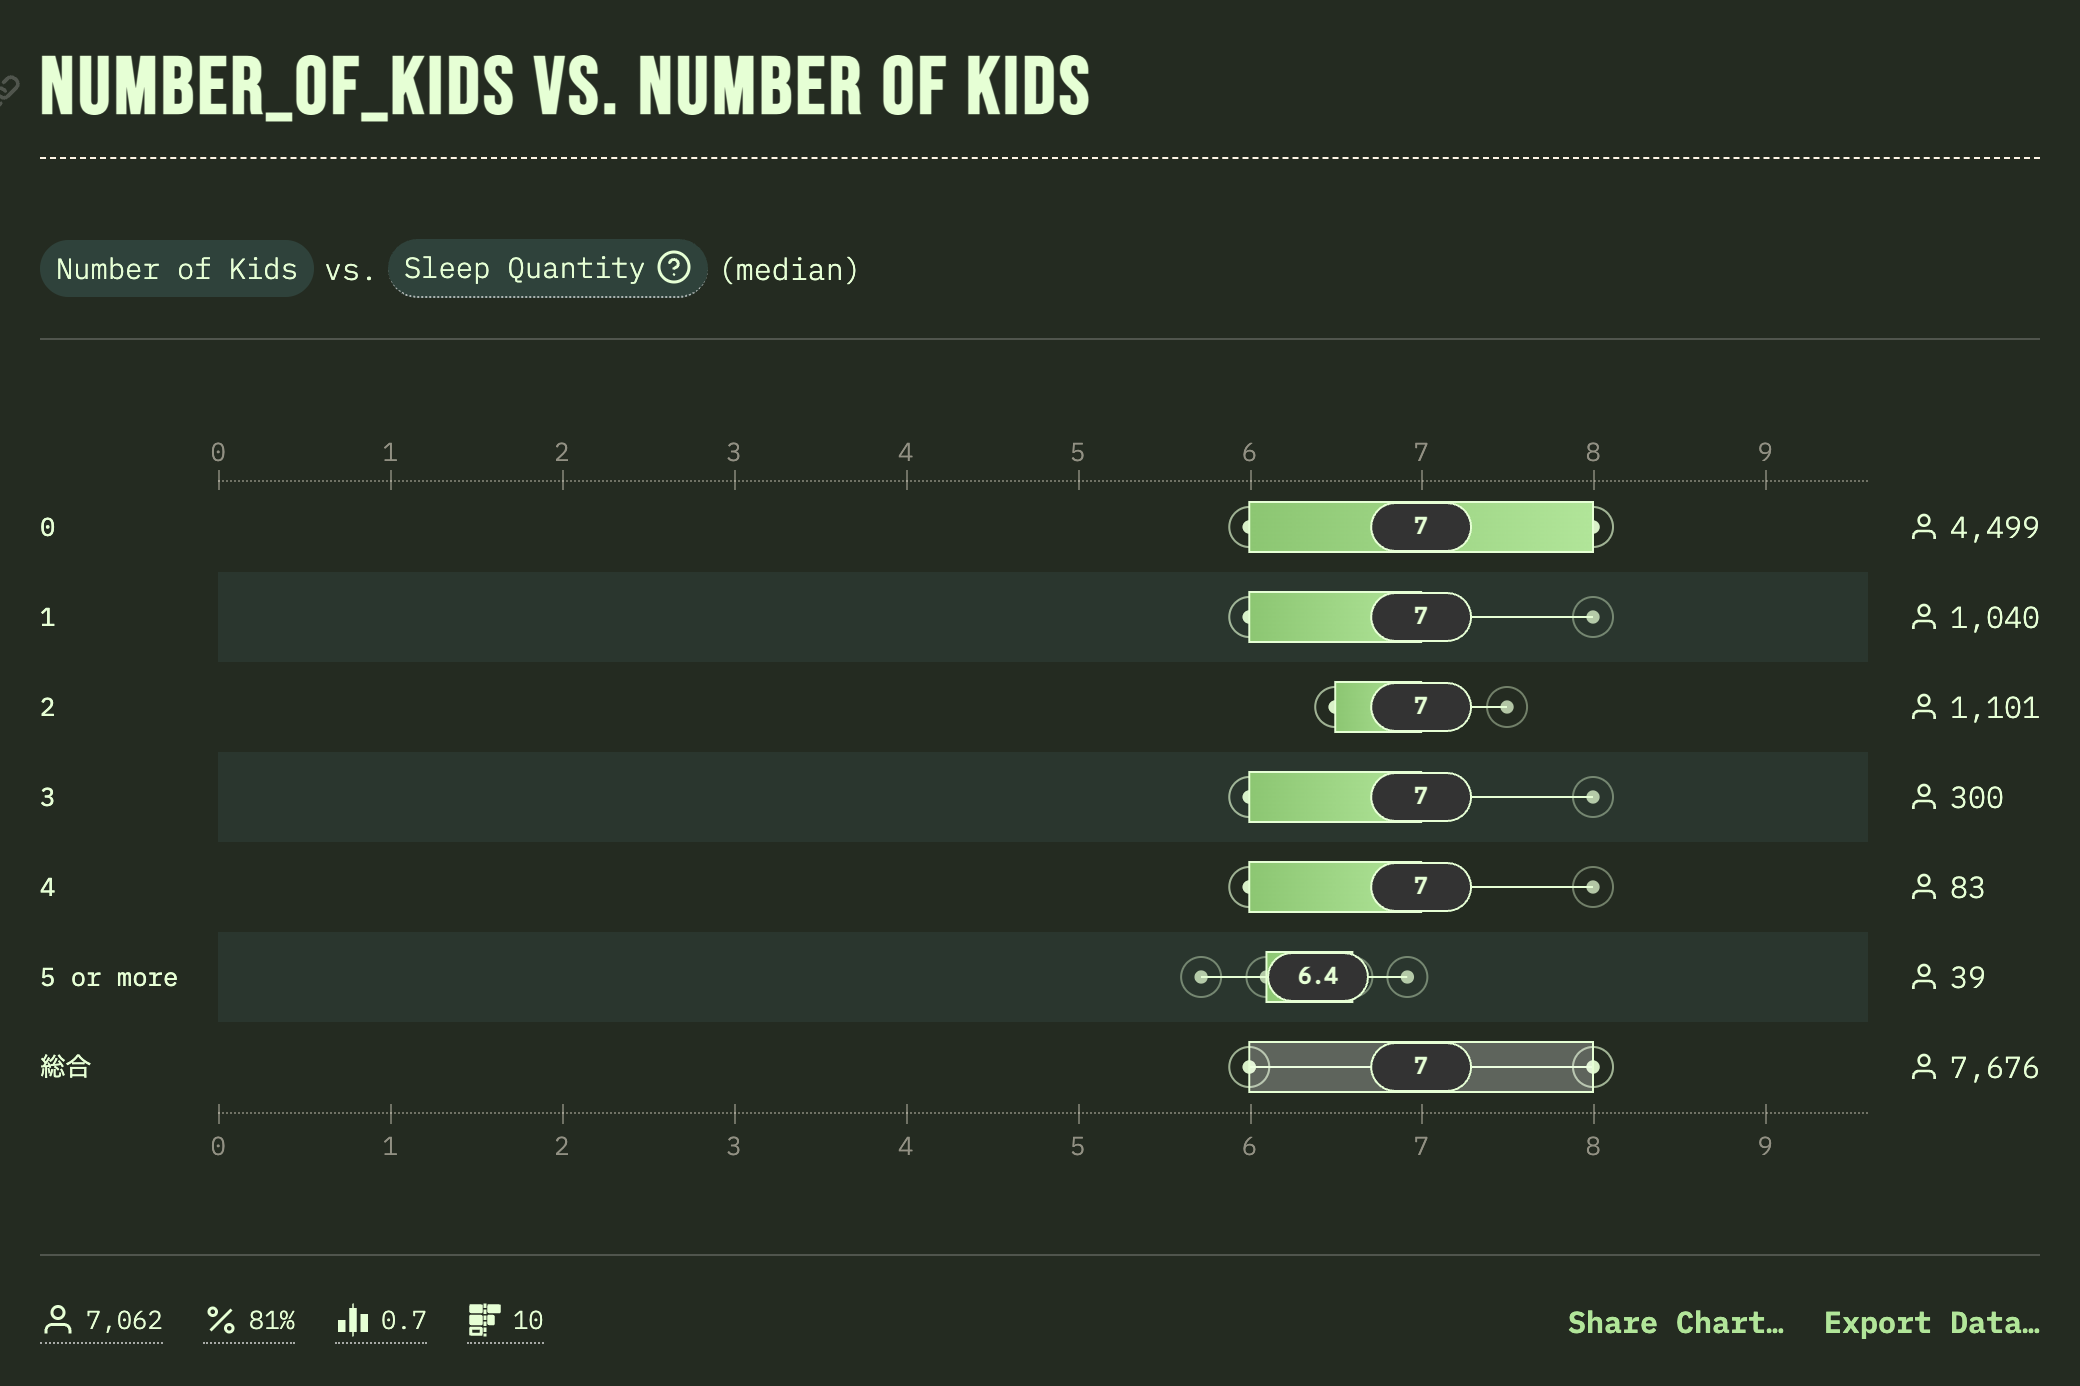 NUMBER_OF_KIDS VS. NUMBER OF KIDS
Number of Kids vs. Sleep Quantity (median)
0 1 2 3 4 5 6 7 8 9
0 7 4,499
1 7 1,040
2 7 1,101
3 7 300
4 7 83
5 or more 6.4 39
総合 7 7,676
0 1 2 3 4 5 6 7 8 9
7,062 81% 0.7 10 Share Chart… Export Data…